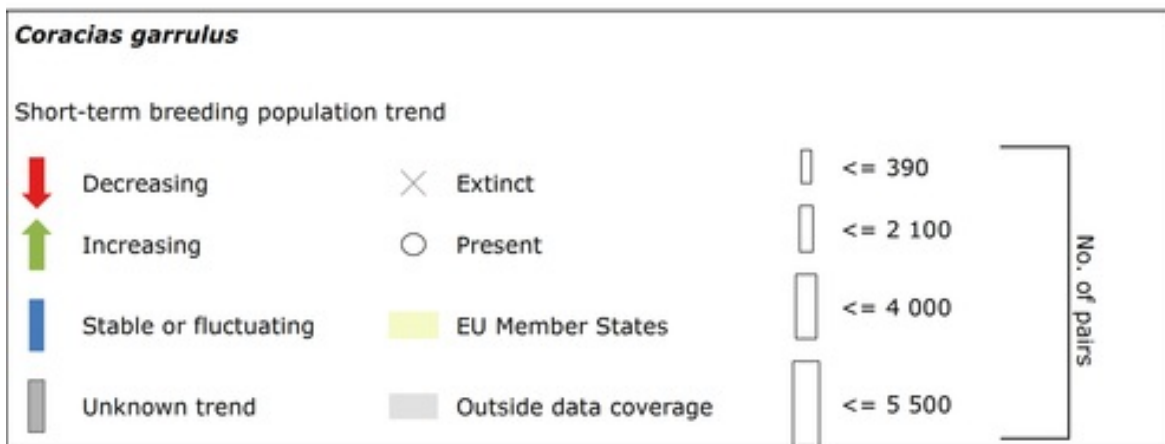 Coracias garrulus
Short-term breeding population trend
Decreasing
Extinct
<= 390
Increasing
Present
<= 2 100
Stable or fluctuating
EU Member States
<= 4 000
Unknown trend
Outside data coverage
<= 5 500
No. of pairs